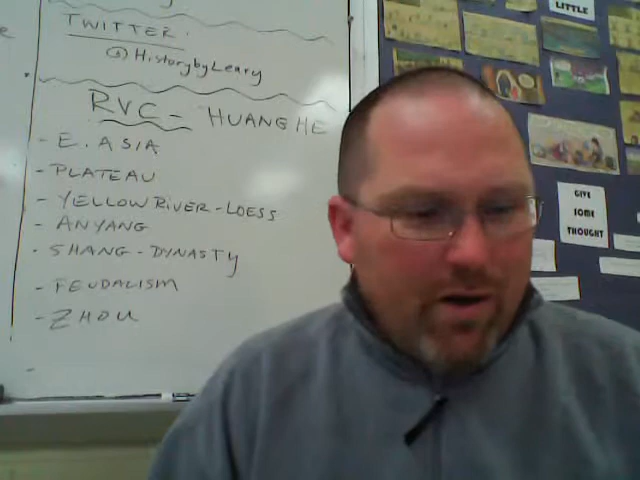 TWITTER
@HistorybyLeary
RVC - HUANG HE
- E. ASIA
- PLATEAU
- YELLOW RIVER - LOESS
- ANYANG
- SHANG - DYNASTY
- FEUDALISM
- ZHOU
LITTLE
GIVE
SOME
THOUGHT